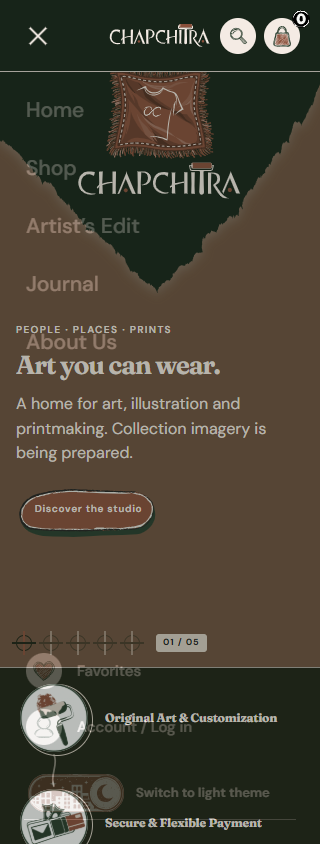 CHAPCHITRA
0
Home
OC
Shop
CHAPCHITRA
Artist's Edit
Journal
PEOPLE · PLACES · PRINTS
About Us
Art you can wear.
A home for art, illustration and
printmaking. Collection imagery is
being prepared.
Discover the studio
01 / 05
Favorites
Original Art & Customization
Account / Log in
Switch to light theme
Secure & Flexible Payment